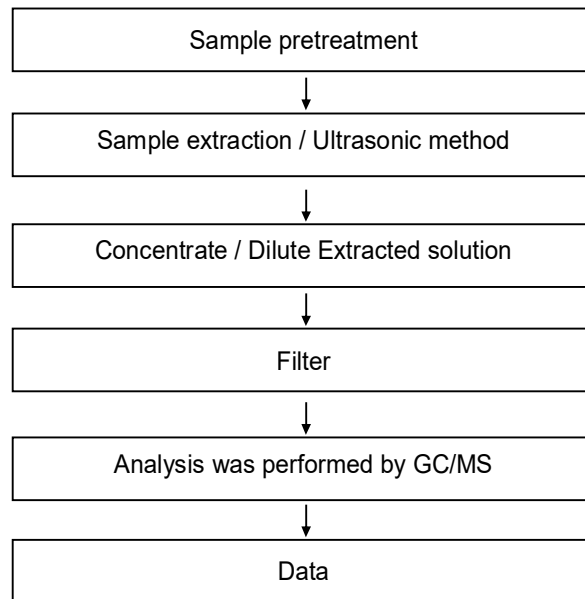 Sample pretreatment
Sample extraction / Ultrasonic method
Concentrate / Dilute Extracted solution
Filter
Analysis was performed by GC/MS
Data